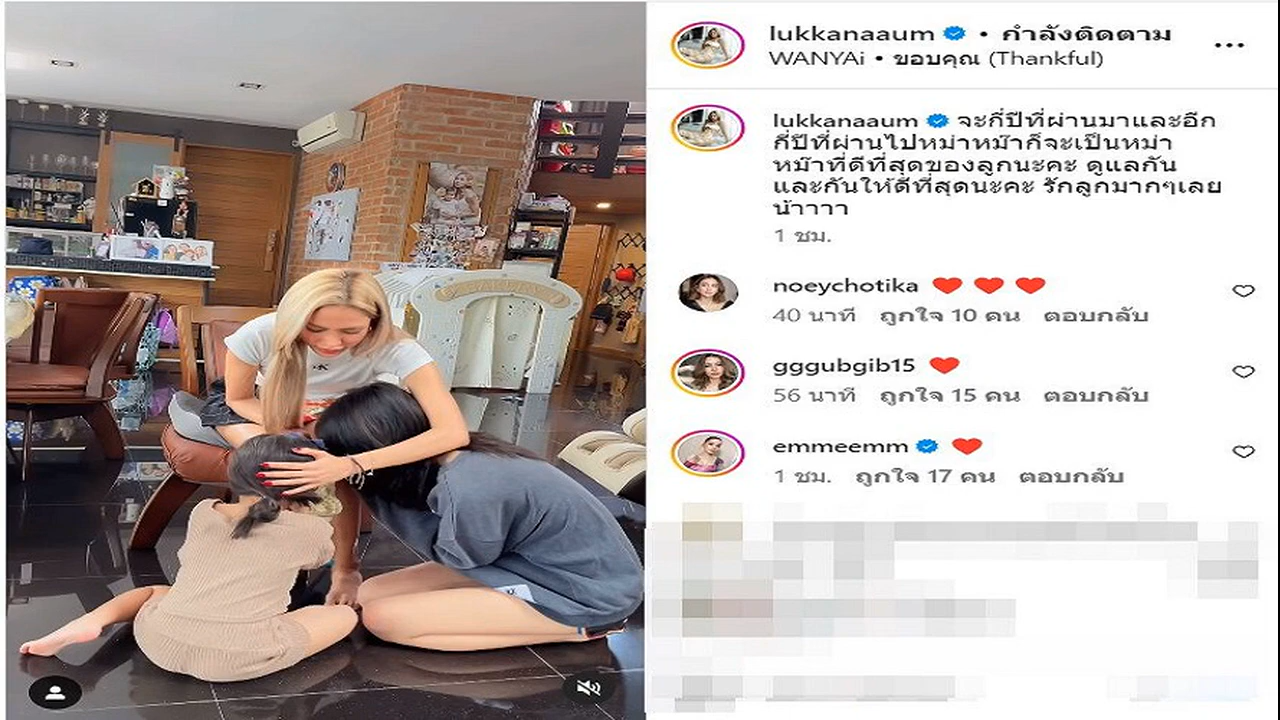 lukkanaaum • กำลังติดตาม
WANYAi • ขอบคุณ (Thankful)
lukkanaaum จะกี่ปีที่ผ่านมาและอีก
กี่ปีที่ผ่านไปหม่าหม๊าก็จะเป็นหม่า
หม๊าที่ดีที่สุดของลูกนะคะ ดูแลกัน
และกันให้ดีที่สุดนะคะ รักลูกมากๆเลย
น้าาาา
1 ชม.
noeychotika
40 นาที ถูกใจ 10 คน ตอบกลับ
gggubgib15
56 นาที ถูกใจ 15 คน ตอบกลับ
emmeemm
1 ชม. ถูกใจ 17 คน ตอบกลับ